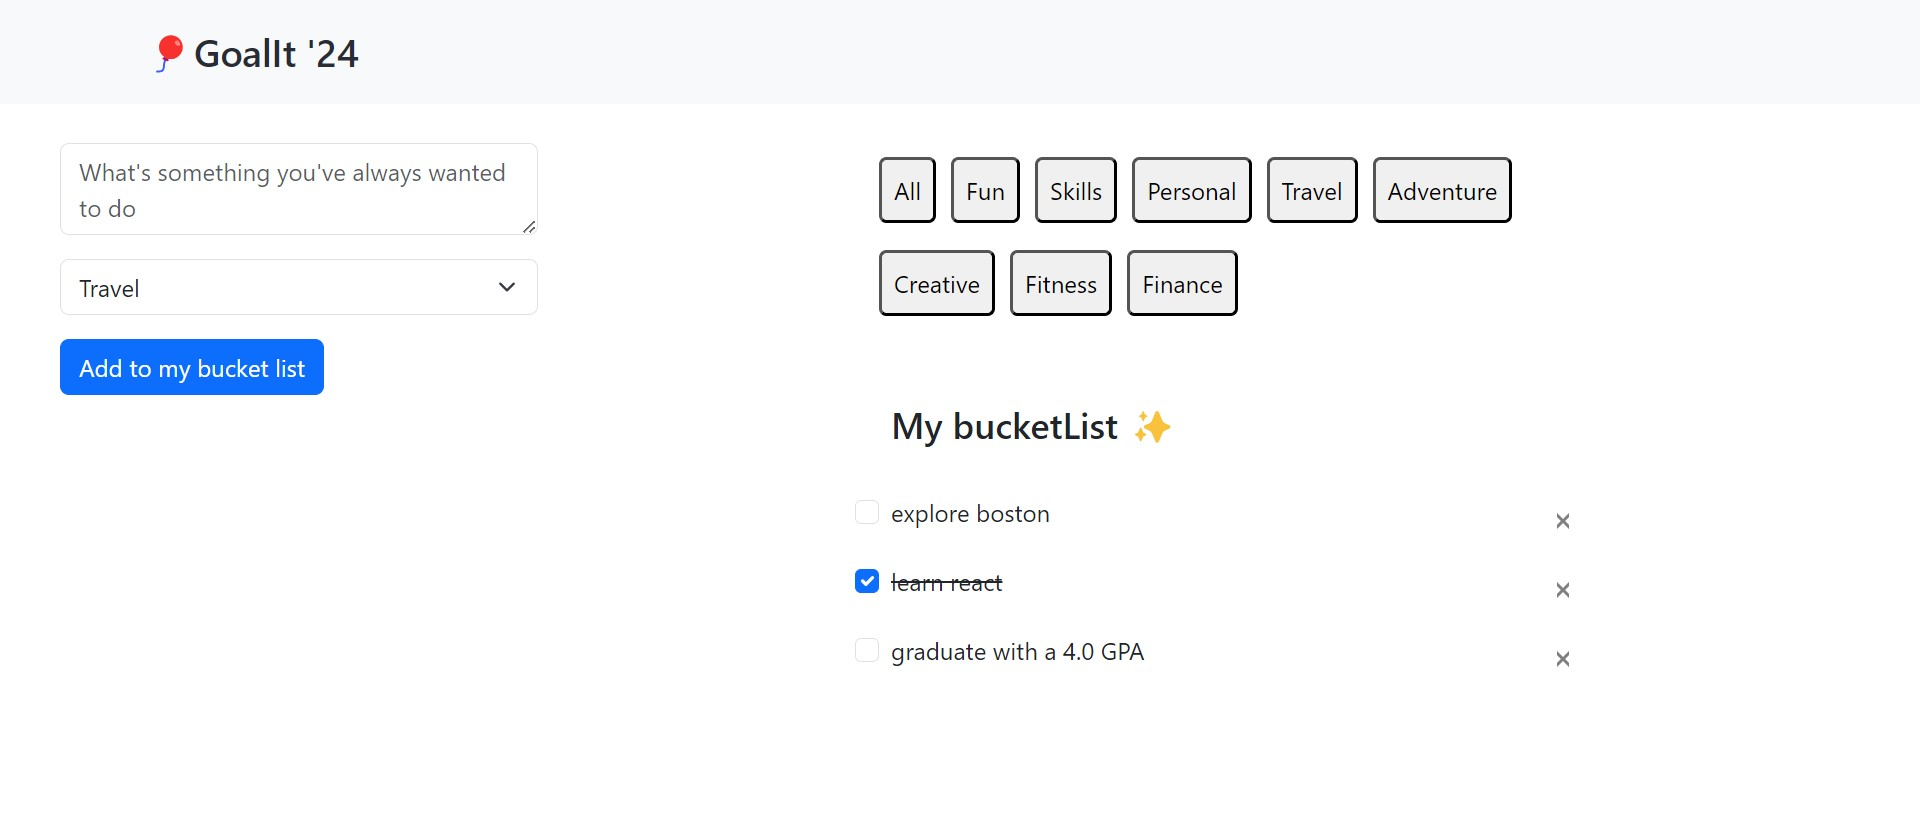 🎈 GoalIt '24
What's something you've always wanted
to do
Travel
Add to my bucket list
All Fun Skills Personal Travel Adventure
Creative Fitness Finance
My bucketList ✨
explore boston
learn react
graduate with a 4.0 GPA